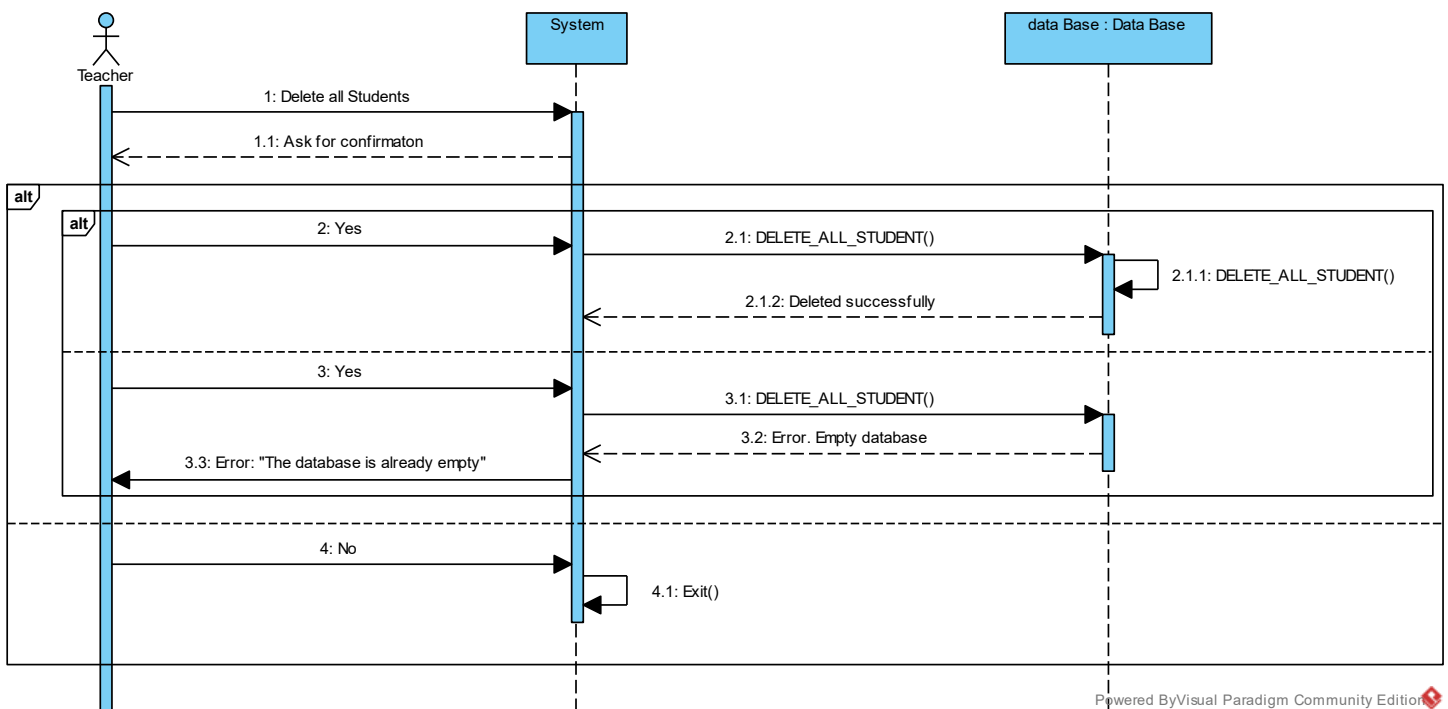 System
data Base : Data Base
Teacher
1: Delete all Students
1.1: Ask for confirmaton
alt
alt
2: Yes
2.1: DELETE_ALL_STUDENT()
2.1.1: DELETE_ALL_STUDENT()
2.1.2: Deleted successfully
3: Yes
3.1: DELETE_ALL_STUDENT()
3.2: Error. Empty database
3.3: Error: "The database is already empty"
4: No
4.1: Exit()
Powered ByVisual Paradigm Community Edition